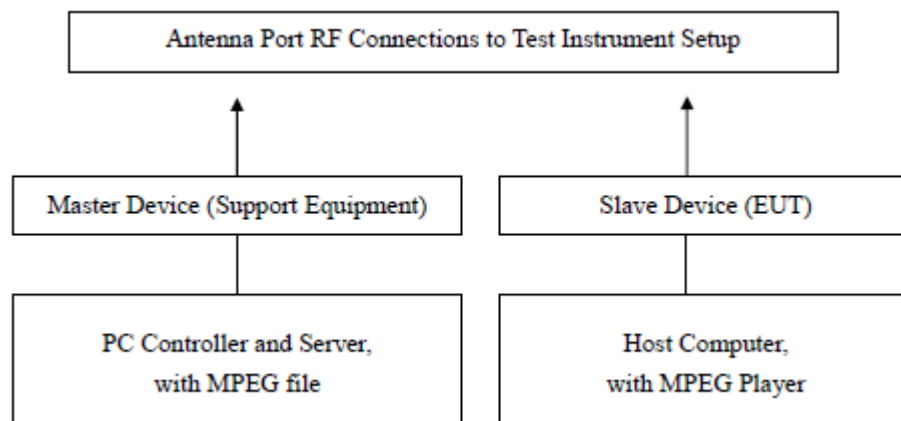 Antenna Port RF Connections to Test Instrument Setup
Master Device (Support Equipment)
Slave Device (EUT)
PC Controller and Server,
with MPEG file
Host Computer,
with MPEG Player